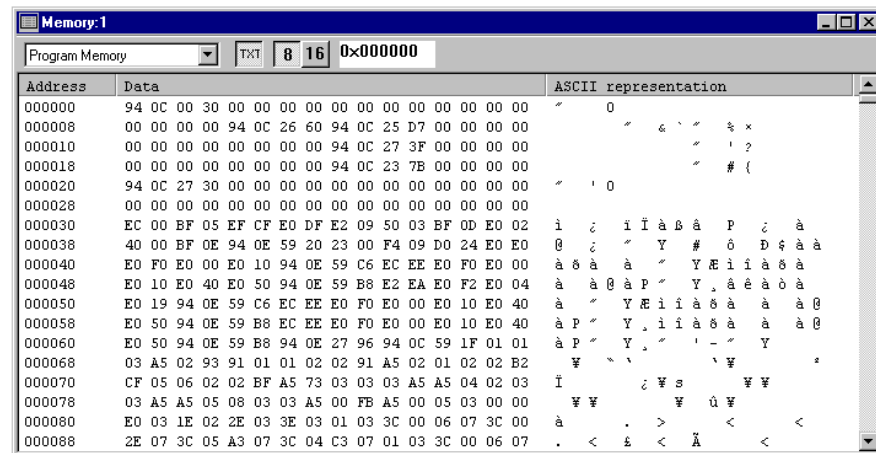 Memory:1
Program Memory TXT 8 16 0x000000
Address Data ASCII representation
000000 94 0C 00 30 00 00 00 00 00 00 00 00 00 00 00 00 ″ 0
000008 00 00 00 00 94 0C 26 60 94 0C 25 D7 00 00 00 00 ″ & ` ″ % ×
000010 00 00 00 00 00 00 00 00 94 0C 27 3F 00 00 00 00 ″ ' ?
000018 00 00 00 00 00 00 00 00 94 0C 23 7B 00 00 00 00 ″ # {
000020 94 0C 27 30 00 00 00 00 00 00 00 00 00 00 00 00 ″ ' 0
000028 00 00 00 00 00 00 00 00 00 00 00 00 00 00 00 00
000030 EC 00 BF 05 EF CF E0 DF E2 09 50 03 BF 0D E0 02 ì ¿ ï Ï à ß â P ¿ à
000038 40 00 BF 0E 94 0E 59 20 23 00 F4 09 D0 24 E0 E0 @ ¿ ″ Y # ô Ð $ à à
000040 E0 F0 E0 00 E0 10 94 0E 59 C6 EC EE E0 F0 E0 00 à ð à à ″ Y Æ ì î à ð à
000048 E0 10 E0 40 E0 50 94 0E 59 B8 E2 EA E0 F2 E0 04 à à @ à P ″ Y ¸ â ê à ò à
000050 E0 19 94 0E 59 C6 EC EE E0 F0 E0 00 E0 10 E0 40 à ″ Y Æ ì î à ð à à à @
000058 E0 50 94 0E 59 B8 EC EE E0 F0 E0 00 E0 10 E0 40 à P ″ Y ¸ ì î à ð à à à @
000060 E0 50 94 0E 59 B8 94 0E 27 96 94 0C 59 1F 01 01 à P ″ Y ¸ ″ ' – ″ Y
000068 03 A5 02 93 91 01 01 02 02 91 A5 02 01 02 02 B2 ¥ “ ‘ ‘ ¥ ²
000070 CF 05 06 02 02 BF A5 73 03 03 03 A5 A5 04 02 03 Ï ¿ ¥ s ¥ ¥
000078 03 A5 A5 05 08 03 03 A5 00 FB A5 00 05 03 00 00 ¥ ¥ ¥ û ¥
000080 E0 03 1E 02 2E 03 3E 03 01 03 3C 00 06 07 3C 00 à . > < <
000088 2E 07 3C 05 A3 07 3C 04 C3 07 01 03 3C 00 06 07 . < £ < Ã <